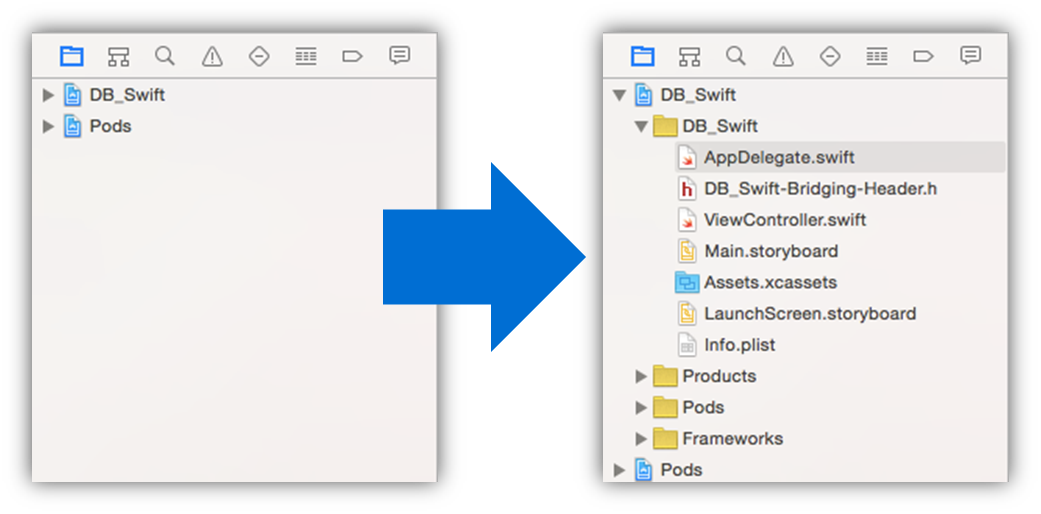 DB_Swift
Pods
DB_Swift
DB_Swift
AppDelegate.swift
DB_Swift-Bridging-Header.h
ViewController.swift
Main.storyboard
Assets.xcassets
LaunchScreen.storyboard
Info.plist
Products
Pods
Frameworks
Pods